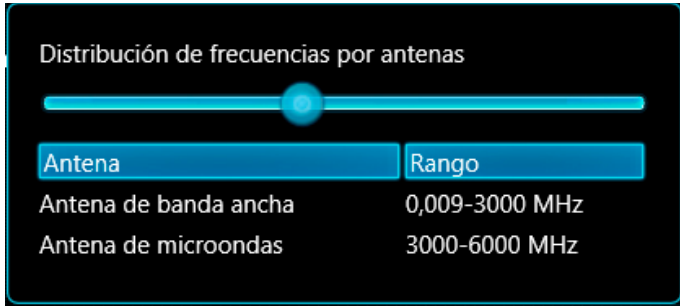 Distribución de frecuencias por antenas
Antena Rango
Antena de banda ancha 0,009-3000 MHz
Antena de microondas 3000-6000 MHz